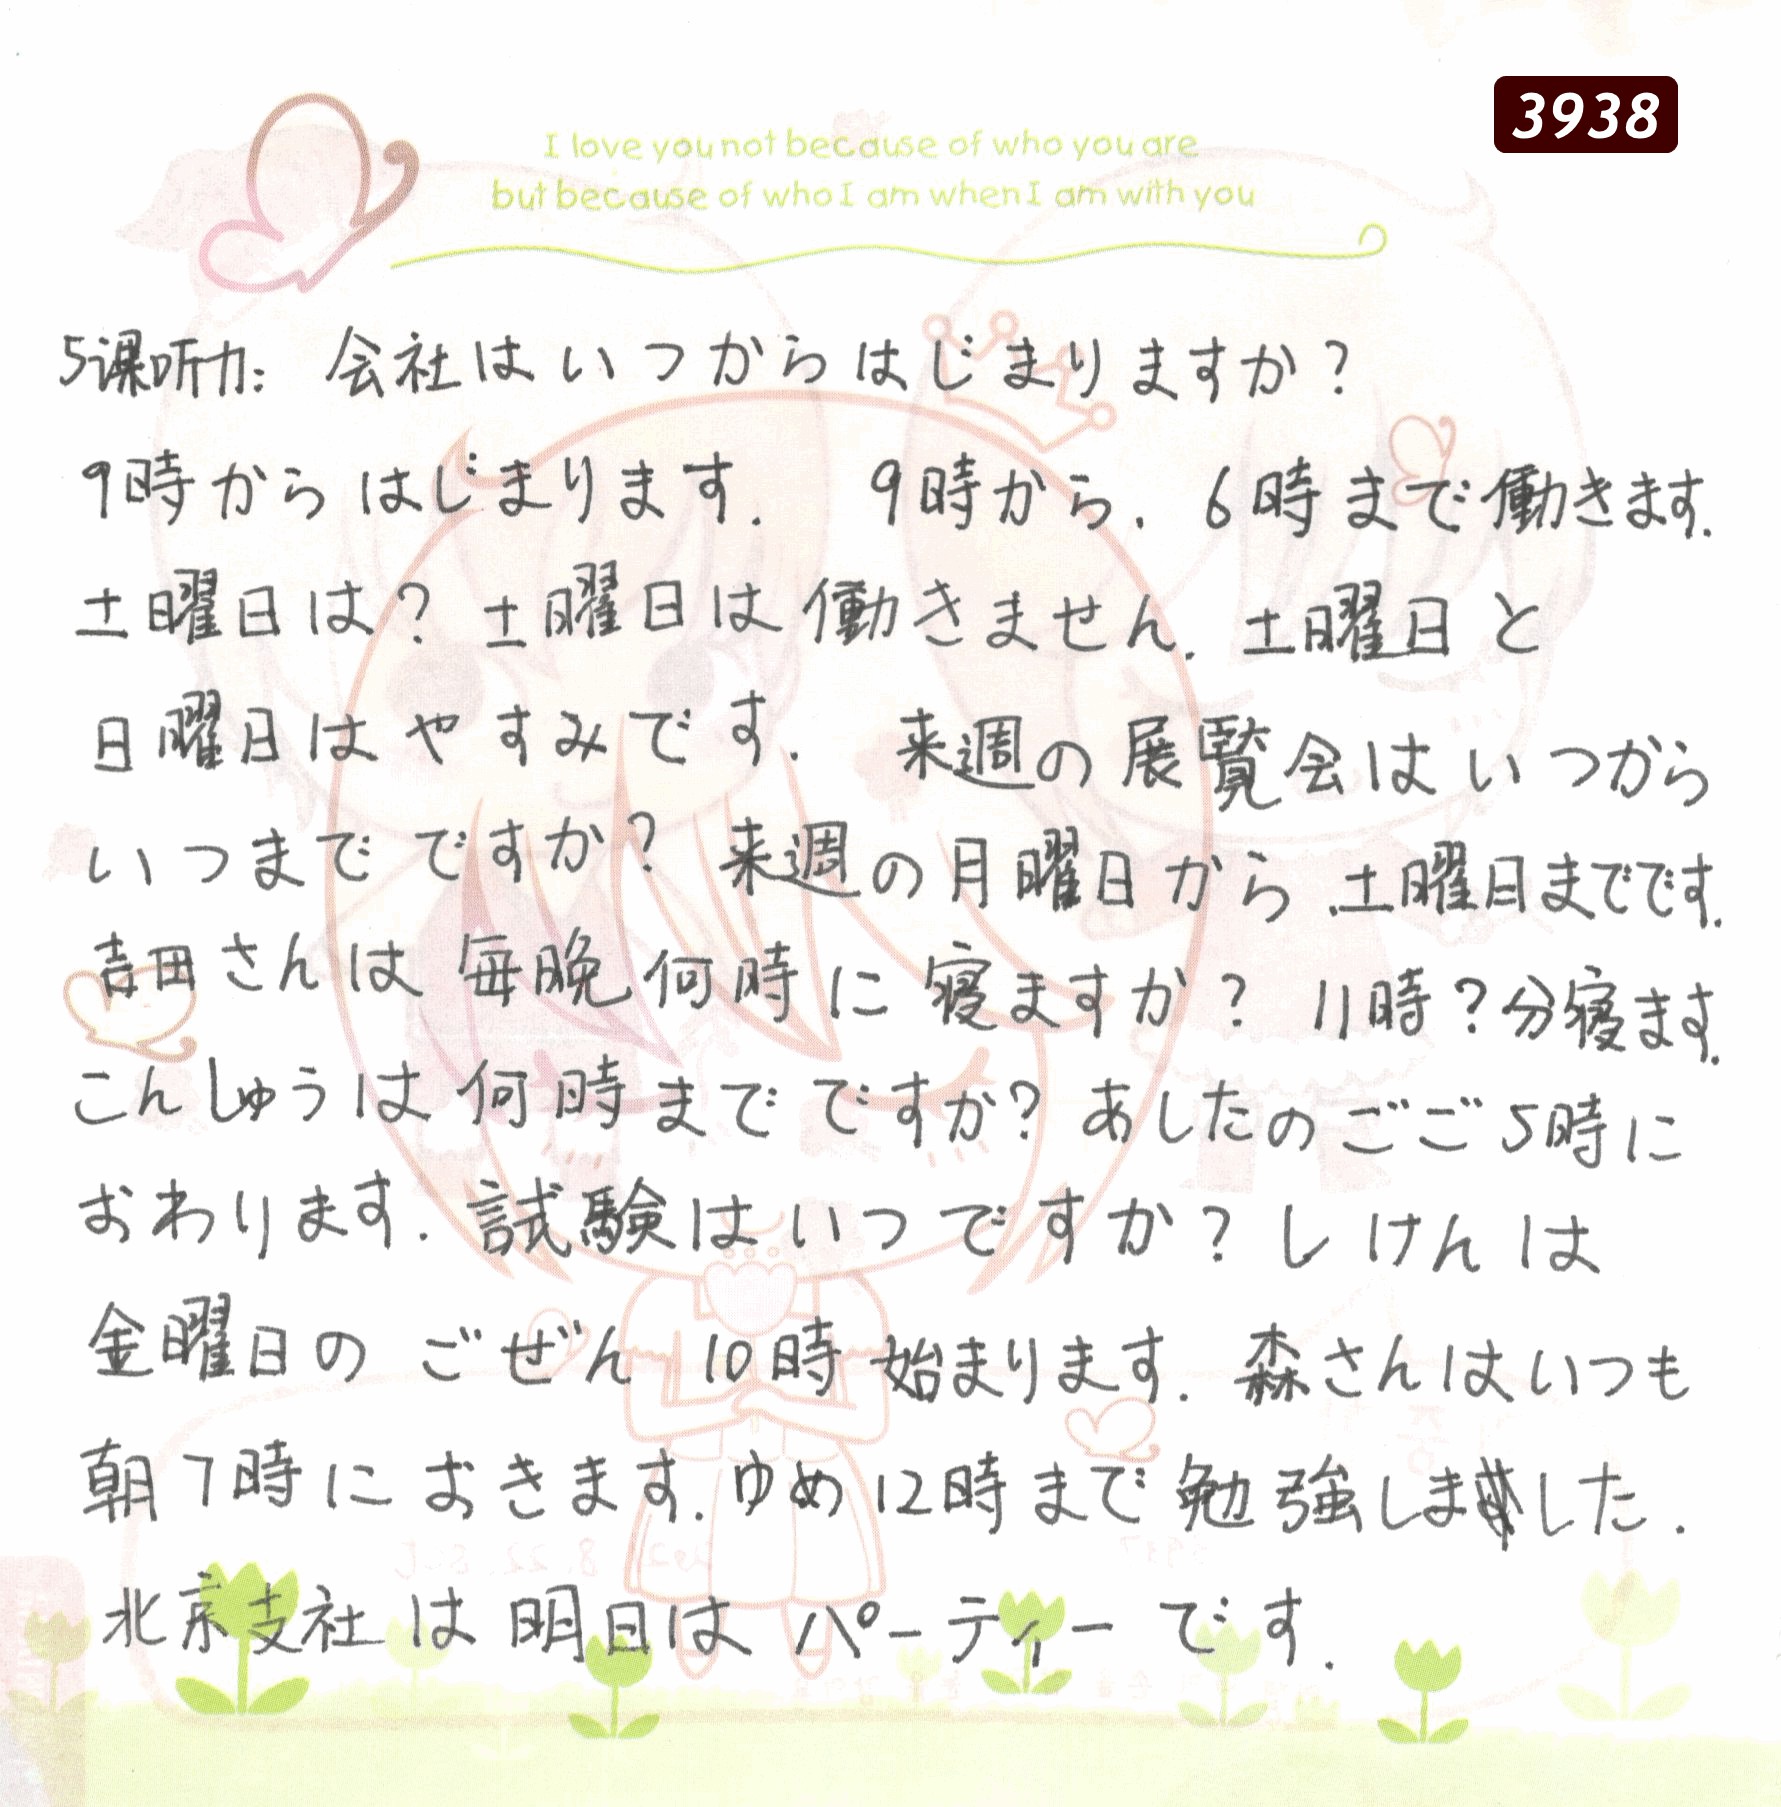 3938
I love you not because of who you are
but because of who I am when I am with you
5课听力: 会社はいつからはじまりますか?
9時からはじまります. 9時から. 6時まで働きます.
土曜日は? 土曜日は働きません. 土曜日と
日曜日はやすみです. 来週の展覧会はいつから
いつまでですか? 来週の月曜日から.土曜日までです.
吉田さんは毎晩何時に寝ますか? 11時?分寝ます.
こんしゅうは何時までですか? あしたのごご5時に
おわります. 試験はいつですか? しけんは
金曜日のごぜん10時始まります. 森さんはいつも
朝7時におきます. ゆめ12時まで勉強しました.
北京支社は明日はパーティーです.